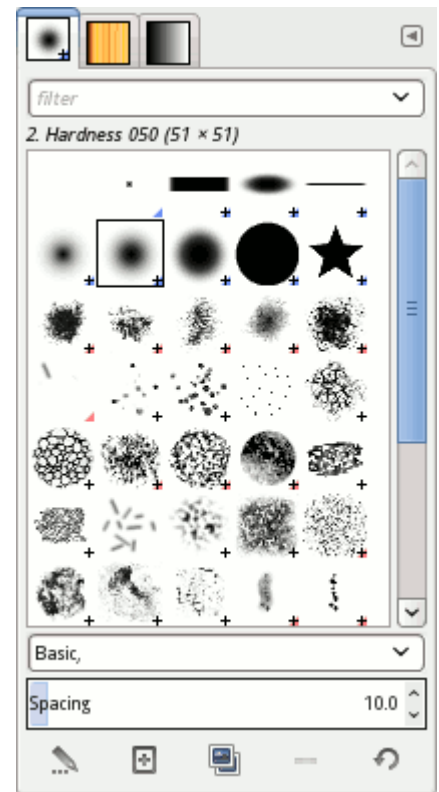 filter
2. Hardness 050 (51 × 51)
Basic,
Spacing 10.0